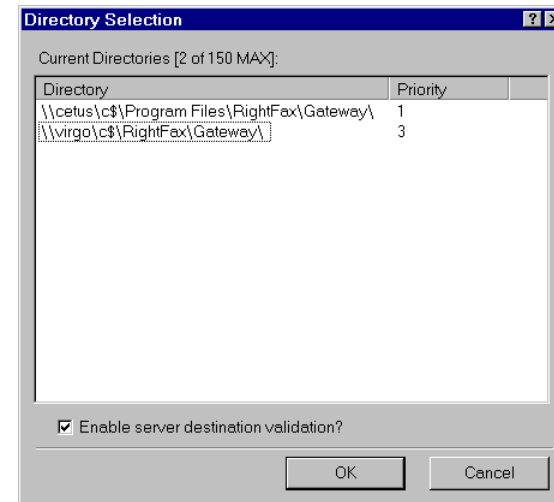 Directory Selection
Current Directories [2 of 150 MAX]:
Directory Priority
\\cetus\c$\Program Files\RightFax\Gateway\ 1
\\virgo\c$\RightFax\Gateway\ 3
Enable server destination validation?
OK Cancel